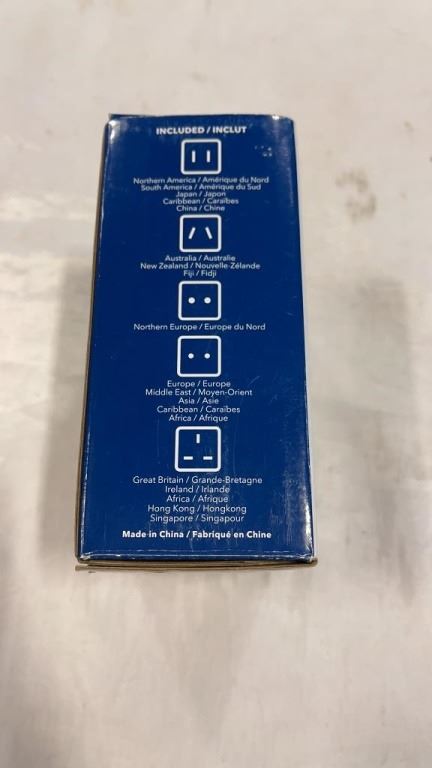 INCLUDED / INCLUT
Northern America / Amérique du Nord
South America / Amérique du Sud
Japan / Japon
Caribbean / Caraïbes
China / Chine
Australia / Australie
New Zealand / Nouvelle-Zélande
Fiji / Fidji
Northern Europe / Europe du Nord
Europe / Europe
Middle East / Moyen-Orient
Asia / Asie
Caribbean / Caraïbes
Africa / Afrique
Great Britain / Grande-Bretagne
Ireland / Irlande
Africa / Afrique
Hong Kong / Hongkong
Singapore / Singapour
Made in China / Fabriqué en Chine